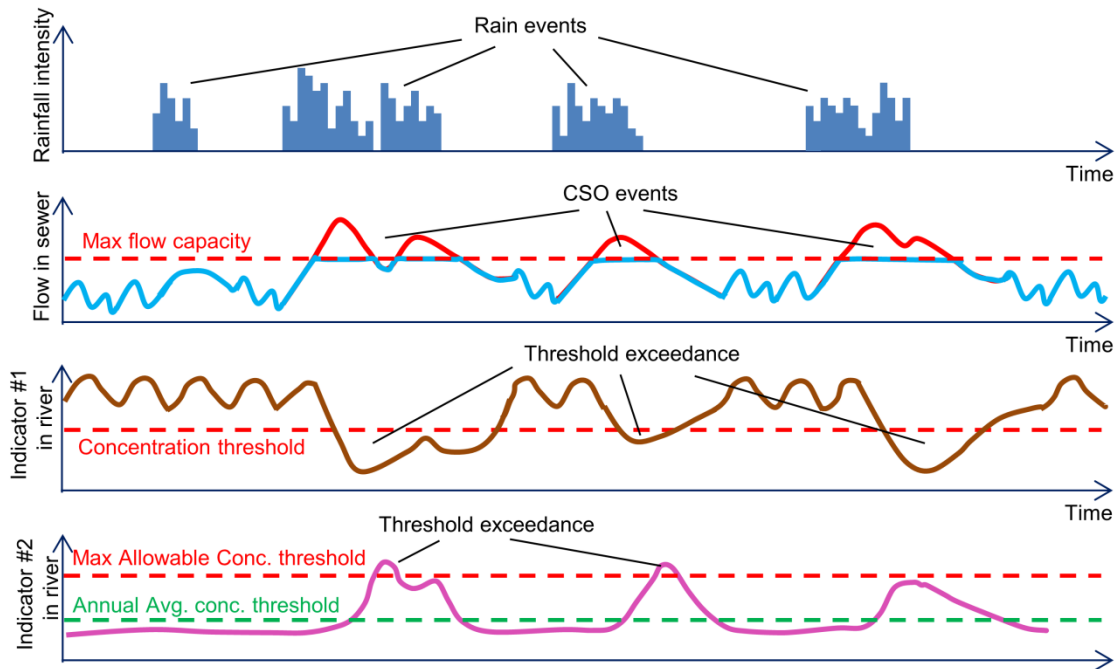 Rain events
Rainfall intensity
Time
CSO events
Flow in sewer
Max flow capacity
Time
Threshold exceedance
Indicator #1
in river
Concentration threshold
Time
Threshold exceedance
Indicator #2
in river
Max Allowable Conc. threshold
Annual Avg. conc. threshold